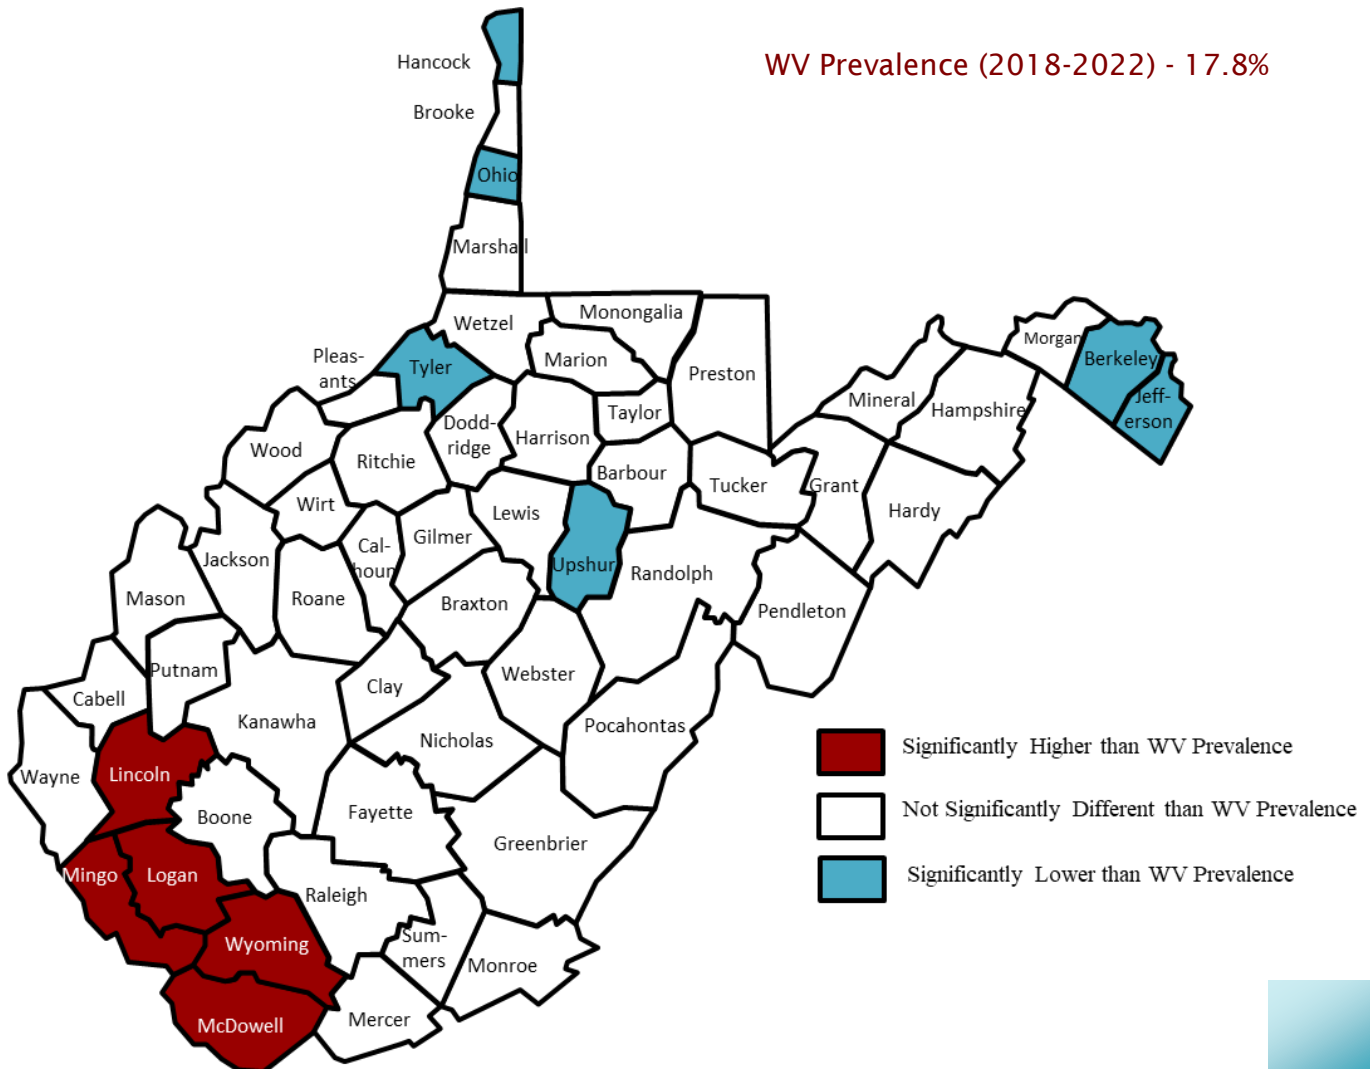 WV Prevalence (2018-2022) - 17.8%
Hancock
Brooke
Ohio
Marshall
Wetzel
Monongalia
Marion
Preston
Pleas-
ants
Tyler
Morgan
Berkeley
Jeff-
erson
Mineral
Hampshire
Wood
Ritchie
Dodd-
ridge
Harrison
Taylor
Barbour
Tucker
Grant
Hardy
Wirt
Lewis
Gilmer
Cal-
houn
Jackson
Roane
Mason
Upshur
Randolph
Braxton
Pendleton
Putnam
Cabell
Clay
Webster
Kanawha
Nicholas
Pocahontas
Wayne
Lincoln
Boone
Fayette
Greenbrier
Mingo
Logan
Raleigh
Wyoming
Sum-
mers
Monroe
McDowell
Mercer
Significantly Higher than WV Prevalence
Not Significantly Different than WV Prevalence
Significantly Lower than WV Prevalence